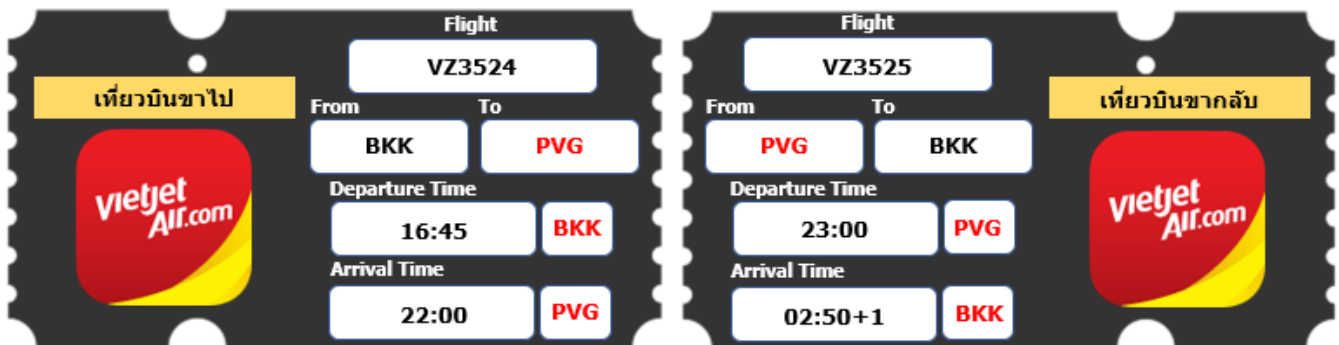 Flight
VZ3524
เที่ยวบินขาไป
From To
BKK PVG
vietjet
Air.com
Departure Time
16:45 BKK
Arrival Time
22:00 PVG
Flight
VZ3525
เที่ยวบินขากลับ
From To
PVG BKK
vietjet
Air.com
Departure Time
23:00 PVG
Arrival Time
02:50+1 BKK